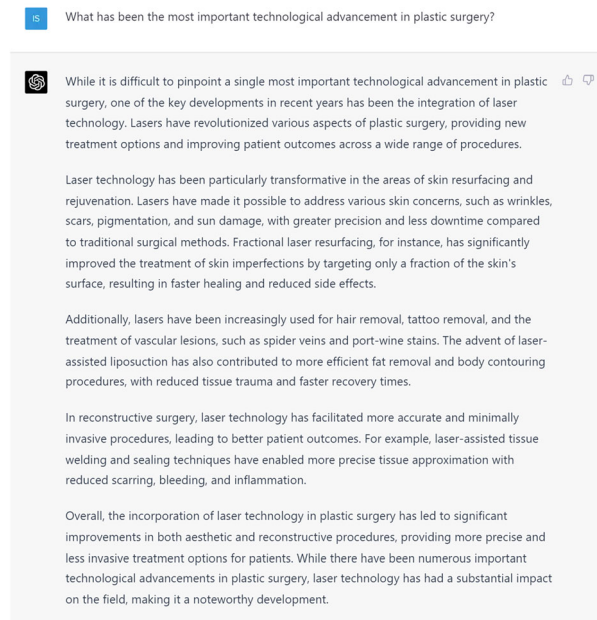 IS
What has been the most important technological advancement in plastic surgery?
While it is difficult to pinpoint a single most important technological advancement in plastic
surgery, one of the key developments in recent years has been the integration of laser
technology. Lasers have revolutionized various aspects of plastic surgery, providing new
treatment options and improving patient outcomes across a wide range of procedures.
Laser technology has been particularly transformative in the areas of skin resurfacing and
rejuvenation. Lasers have made it possible to address various skin concerns, such as wrinkles,
scars, pigmentation, and sun damage, with greater precision and less downtime compared
to traditional surgical methods. Fractional laser resurfacing, for instance, has significantly
improved the treatment of skin imperfections by targeting only a fraction of the skin's
surface, resulting in faster healing and reduced side effects.
Additionally, lasers have been increasingly used for hair removal, tattoo removal, and the
treatment of vascular lesions, such as spider veins and port-wine stains. The advent of laser-
assisted liposuction has also contributed to more efficient fat removal and body contouring
procedures, with reduced tissue trauma and faster recovery times.
In reconstructive surgery, laser technology has facilitated more accurate and minimally
invasive procedures, leading to better patient outcomes. For example, laser-assisted tissue
welding and sealing techniques have enabled more precise tissue approximation with
reduced scarring, bleeding, and inflammation.
Overall, the incorporation of laser technology in plastic surgery has led to significant
improvements in both aesthetic and reconstructive procedures, providing more precise and
less invasive treatment options for patients. While there have been numerous important
technological advancements in plastic surgery, laser technology has had a substantial impact
on the field, making it a noteworthy development.